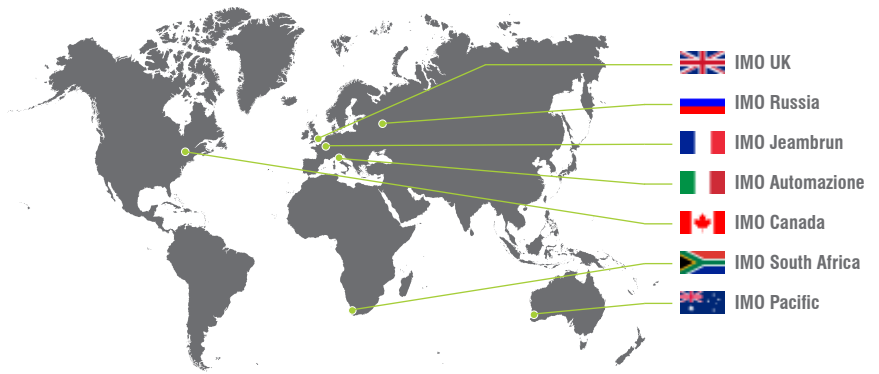 IMO UK
IMO Russia
IMO Jeambrun
IMO Automazione
IMO Canada
IMO South Africa
IMO Pacific